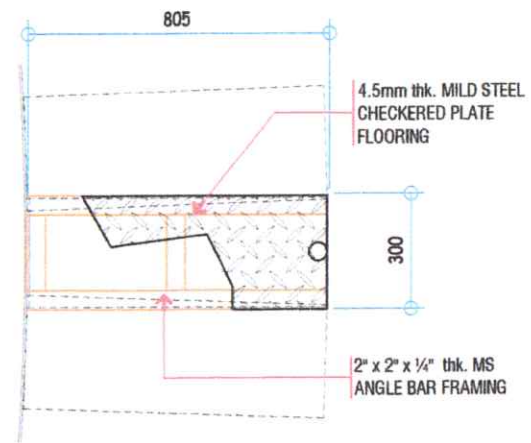 805
4.5mm thk. MILD STEEL
CHECKERED PLATE
FLOORING
300
2" x 2" x ¼" thk. MS
ANGLE BAR FRAMING